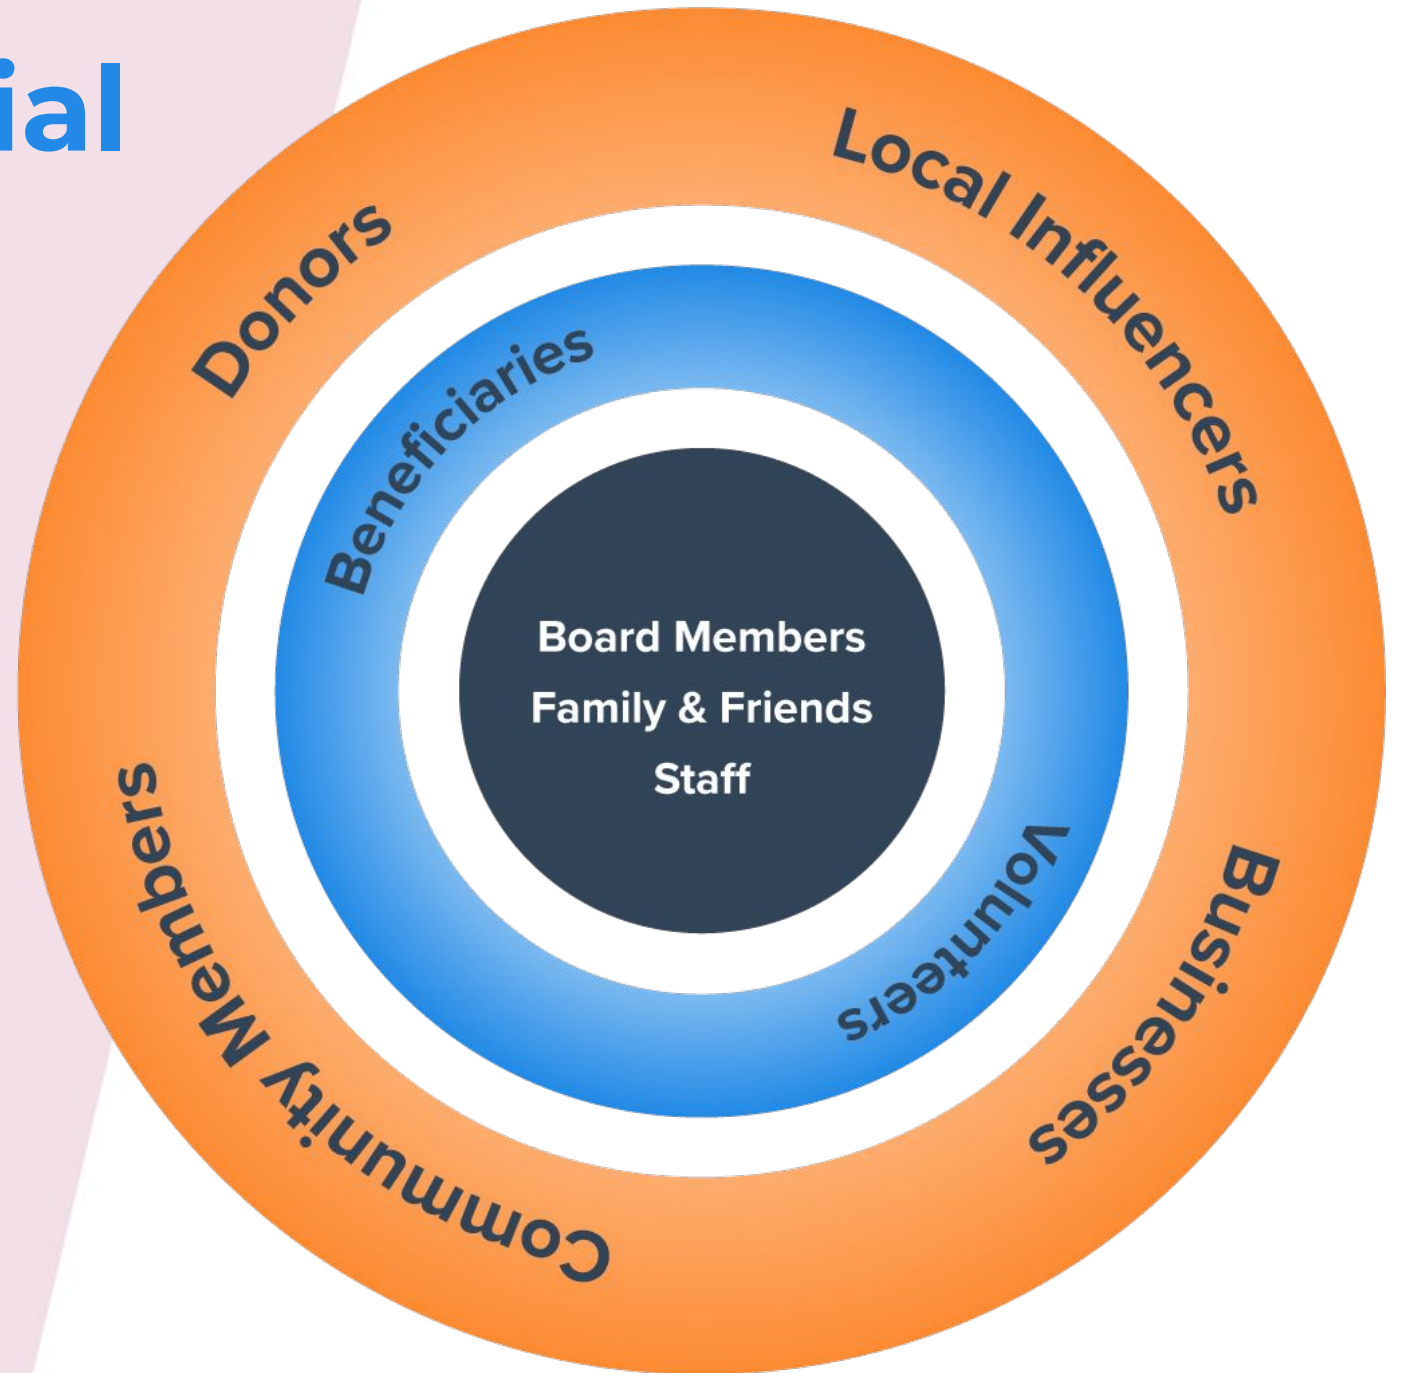 ial
Donors
Local Influencers
Beneficiaries
Board Members
Family & Friends
Staff
Volunteers
Businesses
Community Members